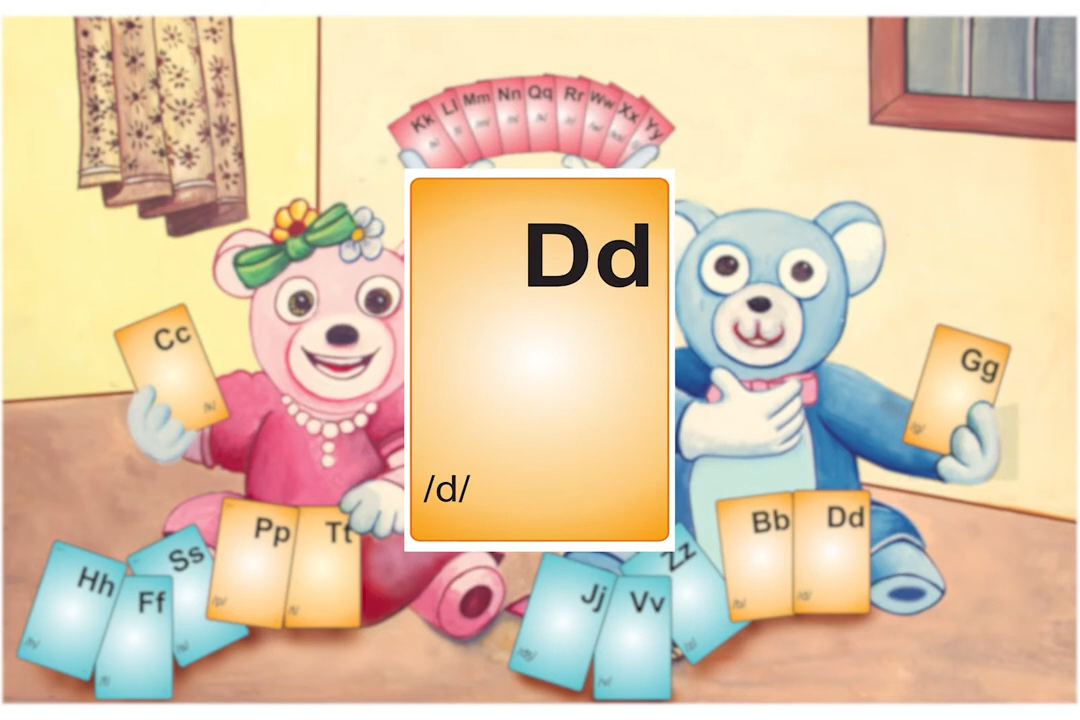 Kk Ll Mm Nn Qq Rr Ww Xx Yy
Dd
/d/
Cc
/k/
Gg
/g/
Pp
/p/
Tt
/t/
Bb
/b/
Dd
/d/
Hh
/h/
Ss
/s/
Ff
/f/
Jj
Zz
/z/
Vv
/v/